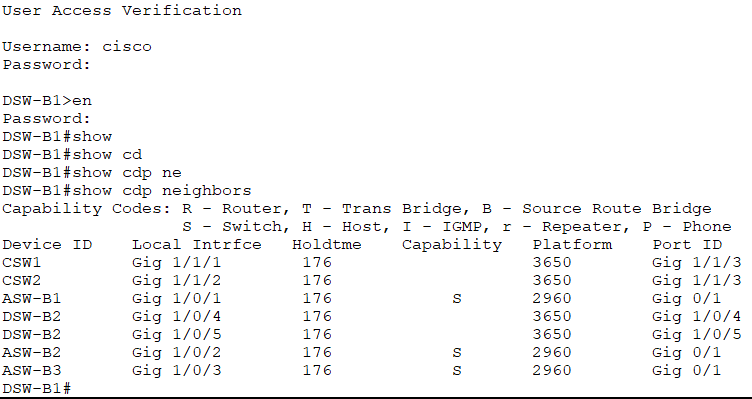 User Access Verification
Username: cisco
Password:
DSW-B1>en
Password:
DSW-B1#show
DSW-B1#show cd
DSW-B1#show cdp ne
DSW-B1#show cdp neighbors
Capability Codes: R - Router, T - Trans Bridge, B - Source Route Bridge
S - Switch, H - Host, I - IGMP, r - Repeater, P - Phone
Device ID    Local Intrfce   Holdtme    Capability   Platform    Port ID
CSW1         Gig 1/1/1        176                    3650        Gig 1/1/3
CSW2         Gig 1/1/2        176                    3650        Gig 1/1/3
ASW-B1       Gig 1/0/1        176            S       2960        Gig 0/1
DSW-B2       Gig 1/0/4        176                    3650        Gig 1/0/4
DSW-B2       Gig 1/0/5        176                    3650        Gig 1/0/5
ASW-B2       Gig 1/0/2        176            S       2960        Gig 0/1
ASW-B3       Gig 1/0/3        176            S       2960        Gig 0/1
DSW-B1#